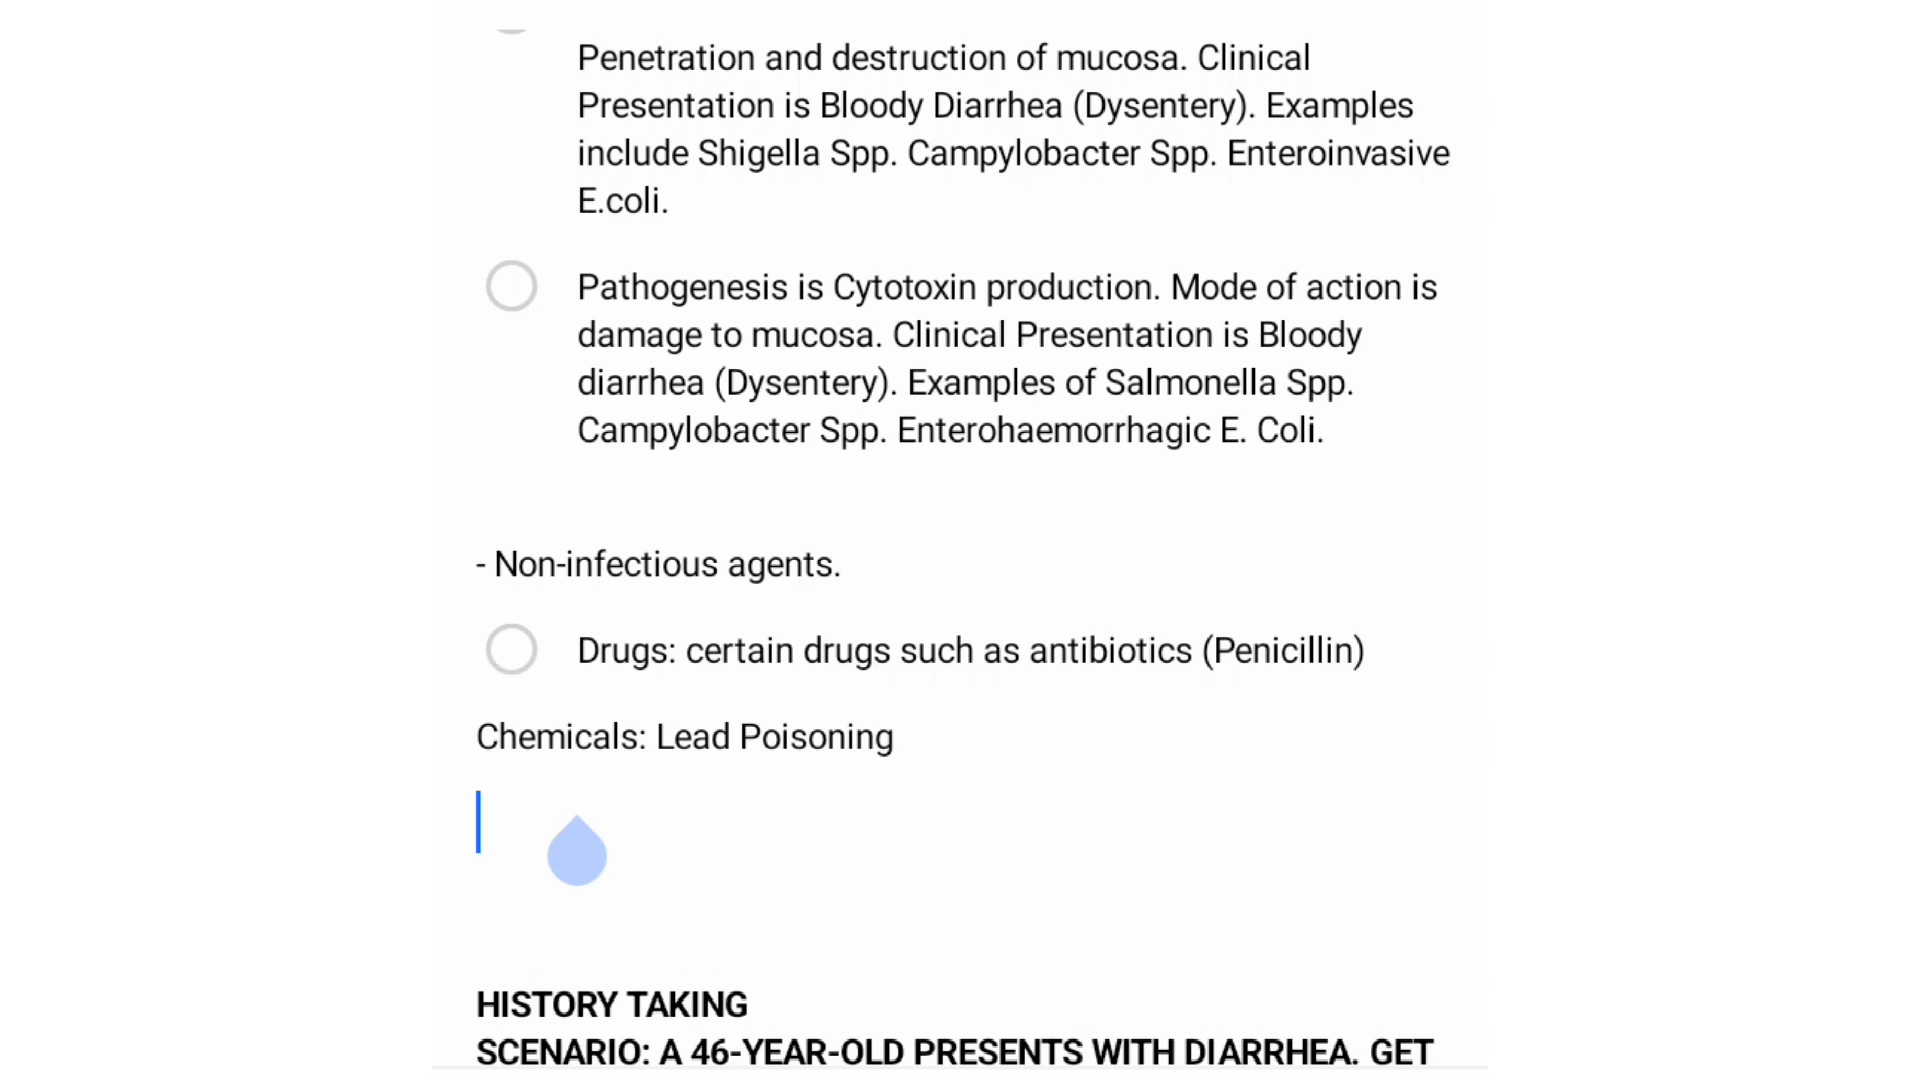 Penetration and destruction of mucosa. Clinical
Presentation is Bloody Diarrhea (Dysentery). Examples
include Shigella Spp. Campylobacter Spp. Enteroinvasive
E.coli.
Pathogenesis is Cytotoxin production. Mode of action is
damage to mucosa. Clinical Presentation is Bloody
diarrhea (Dysentery). Examples of Salmonella Spp.
Campylobacter Spp. Enterohaemorrhagic E. Coli.
- Non-infectious agents.
Drugs: certain drugs such as antibiotics (Penicillin)
Chemicals: Lead Poisoning
HISTORY TAKING
SCENARIO: A 46-YEAR-OLD PRESENTS WITH DIARRHEA. GET